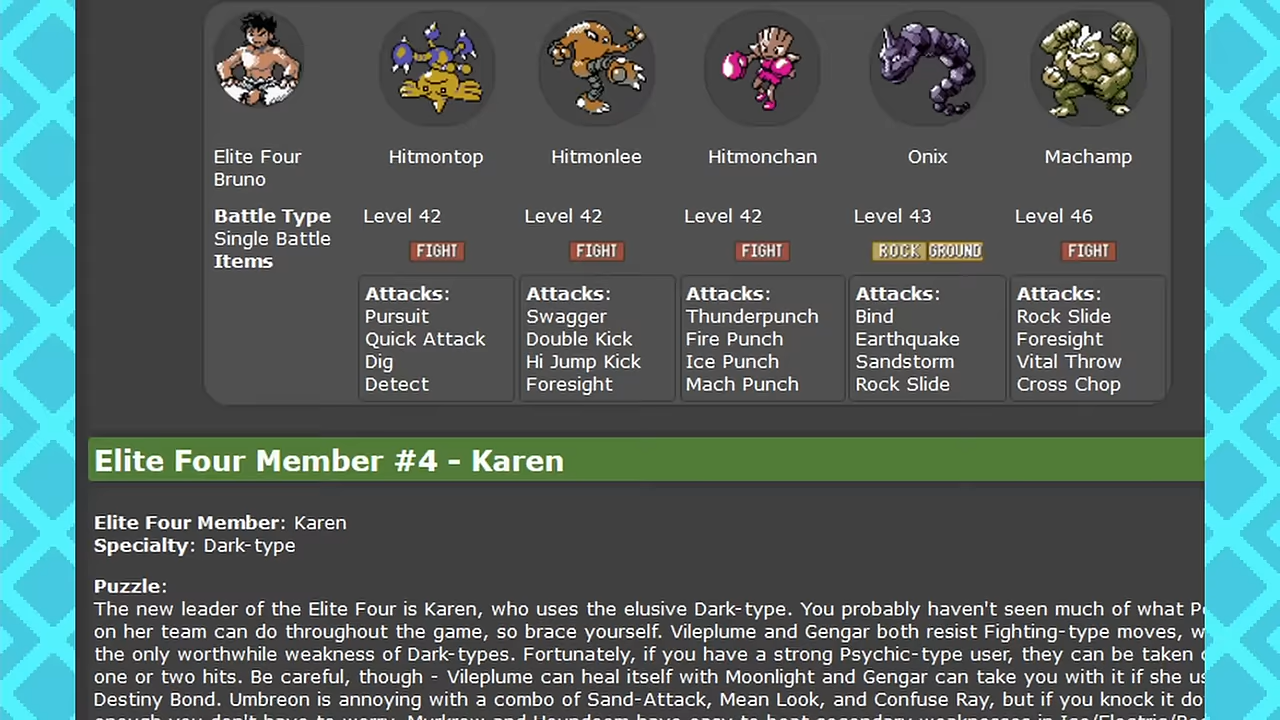 Elite Four
Bruno
Hitmontop
Hitmonlee
Hitmonchan
Onix
Machamp
Battle Type
Single Battle
Items
Level 42
Level 42
Level 42
Level 43
Level 46
FIGHT
FIGHT
FIGHT
ROCK GROUND
FIGHT
Attacks:
Pursuit
Quick Attack
Dig
Detect
Attacks:
Swagger
Double Kick
Hi Jump Kick
Foresight
Attacks:
Thunderpunch
Fire Punch
Ice Punch
Mach Punch
Attacks:
Bind
Earthquake
Sandstorm
Rock Slide
Attacks:
Rock Slide
Foresight
Vital Throw
Cross Chop
Elite Four Member #4 - Karen
Elite Four Member: Karen
Specialty: Dark-type
Puzzle:
The new leader of the Elite Four is Karen, who uses the elusive Dark-type. You probably haven't seen much of what
on her team can do throughout the game, so brace yourself. Vileplume and Gengar both resist Fighting-type moves,
the only worthwhile weakness of Dark-types. Fortunately, if you have a strong Psychic-type user, they can be taken
one or two hits. Be careful, though - Vileplume can heal itself with Moonlight and Gengar can take you with it if she
Destiny Bond. Umbreon is annoying with a combo of Sand-Attack, Mean Look, and Confuse Ray, but if you knock it